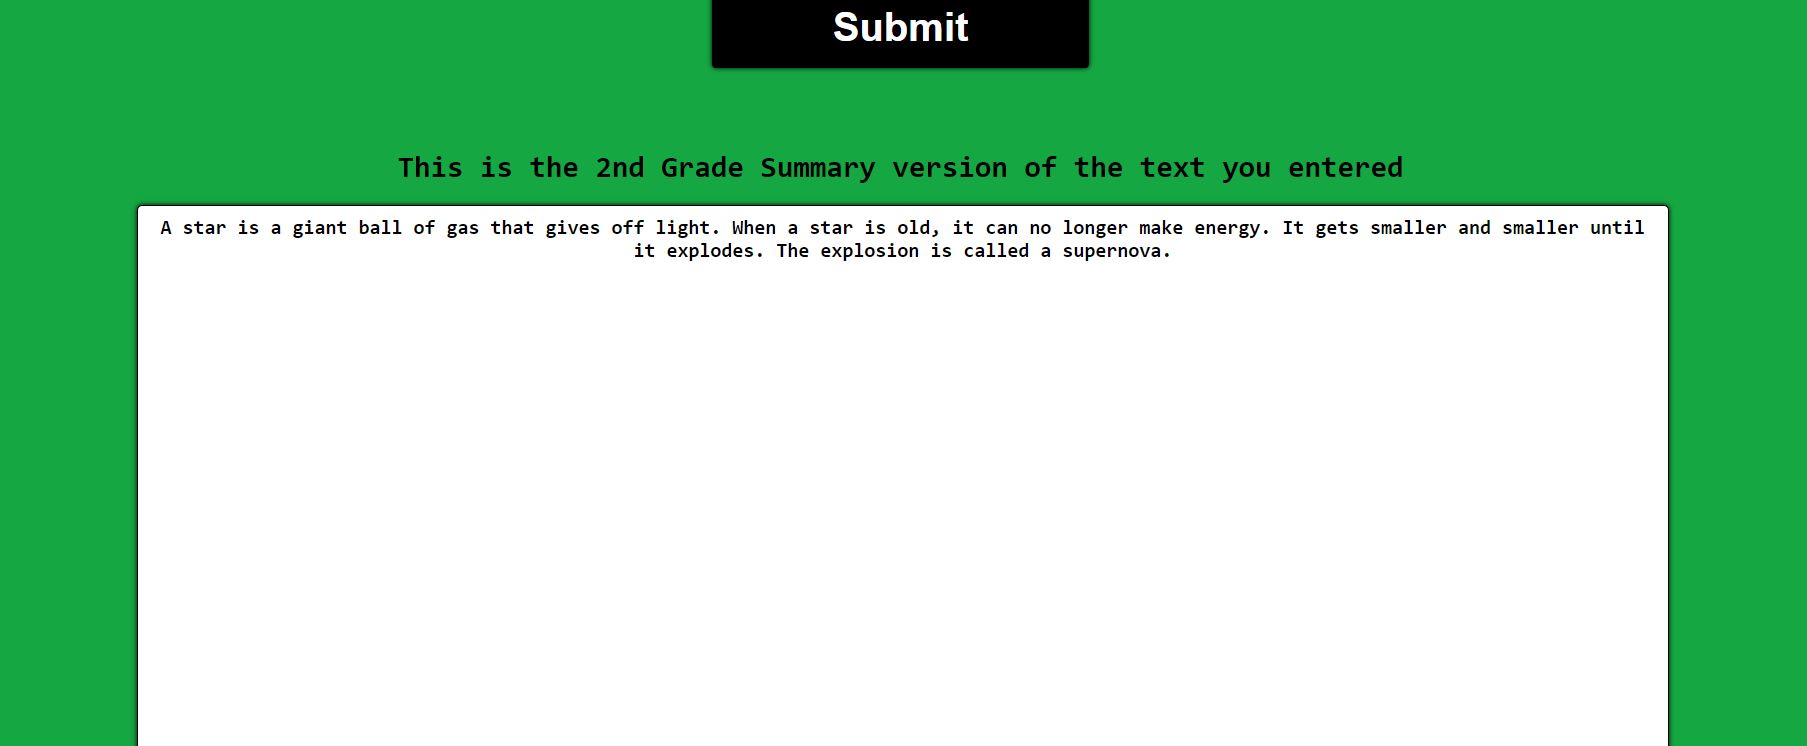 Submit
This is the 2nd Grade Summary version of the text you entered
A star is a giant ball of gas that gives off light. When a star is old, it can no longer make energy. It gets smaller and smaller until
it explodes. The explosion is called a supernova.